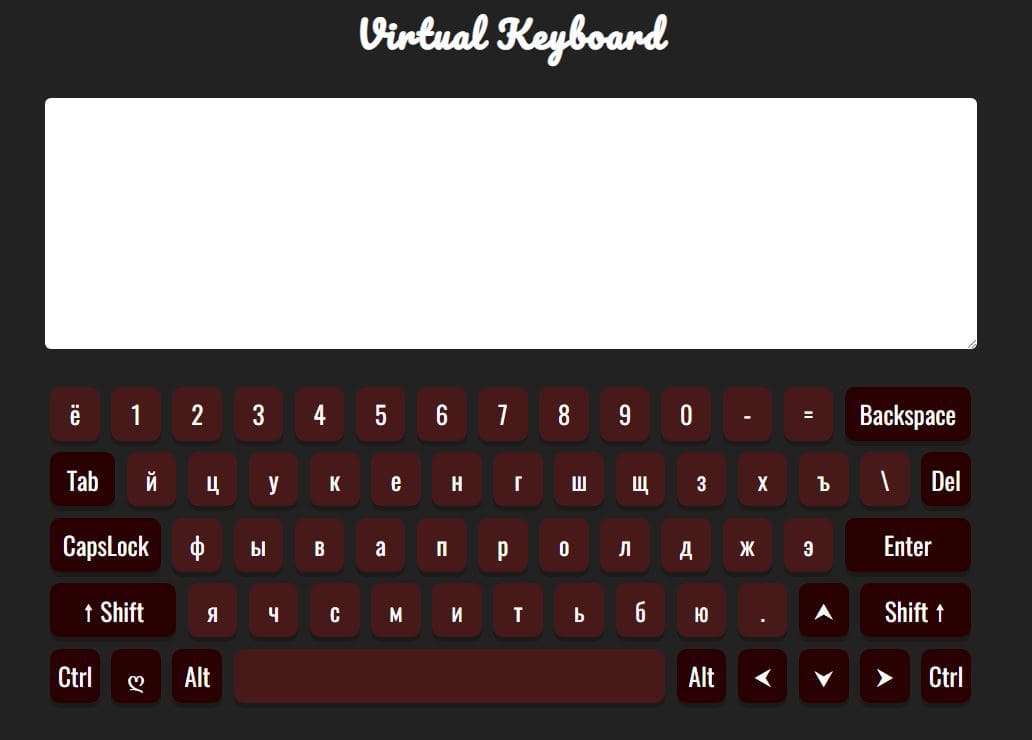 Virtual Keyboard
ё 1 2 3 4 5 6 7 8 9 0 - = Backspace
Tab й ц у к е н г ш щ з х ъ \ Del
CapsLock ф ы в а п р о л д ж э Enter
↑ Shift я ч с м и т ь б ю . ⮝ Shift ↑
Ctrl ღ Alt Alt ⮜ ⮟ ⮞ Ctrl